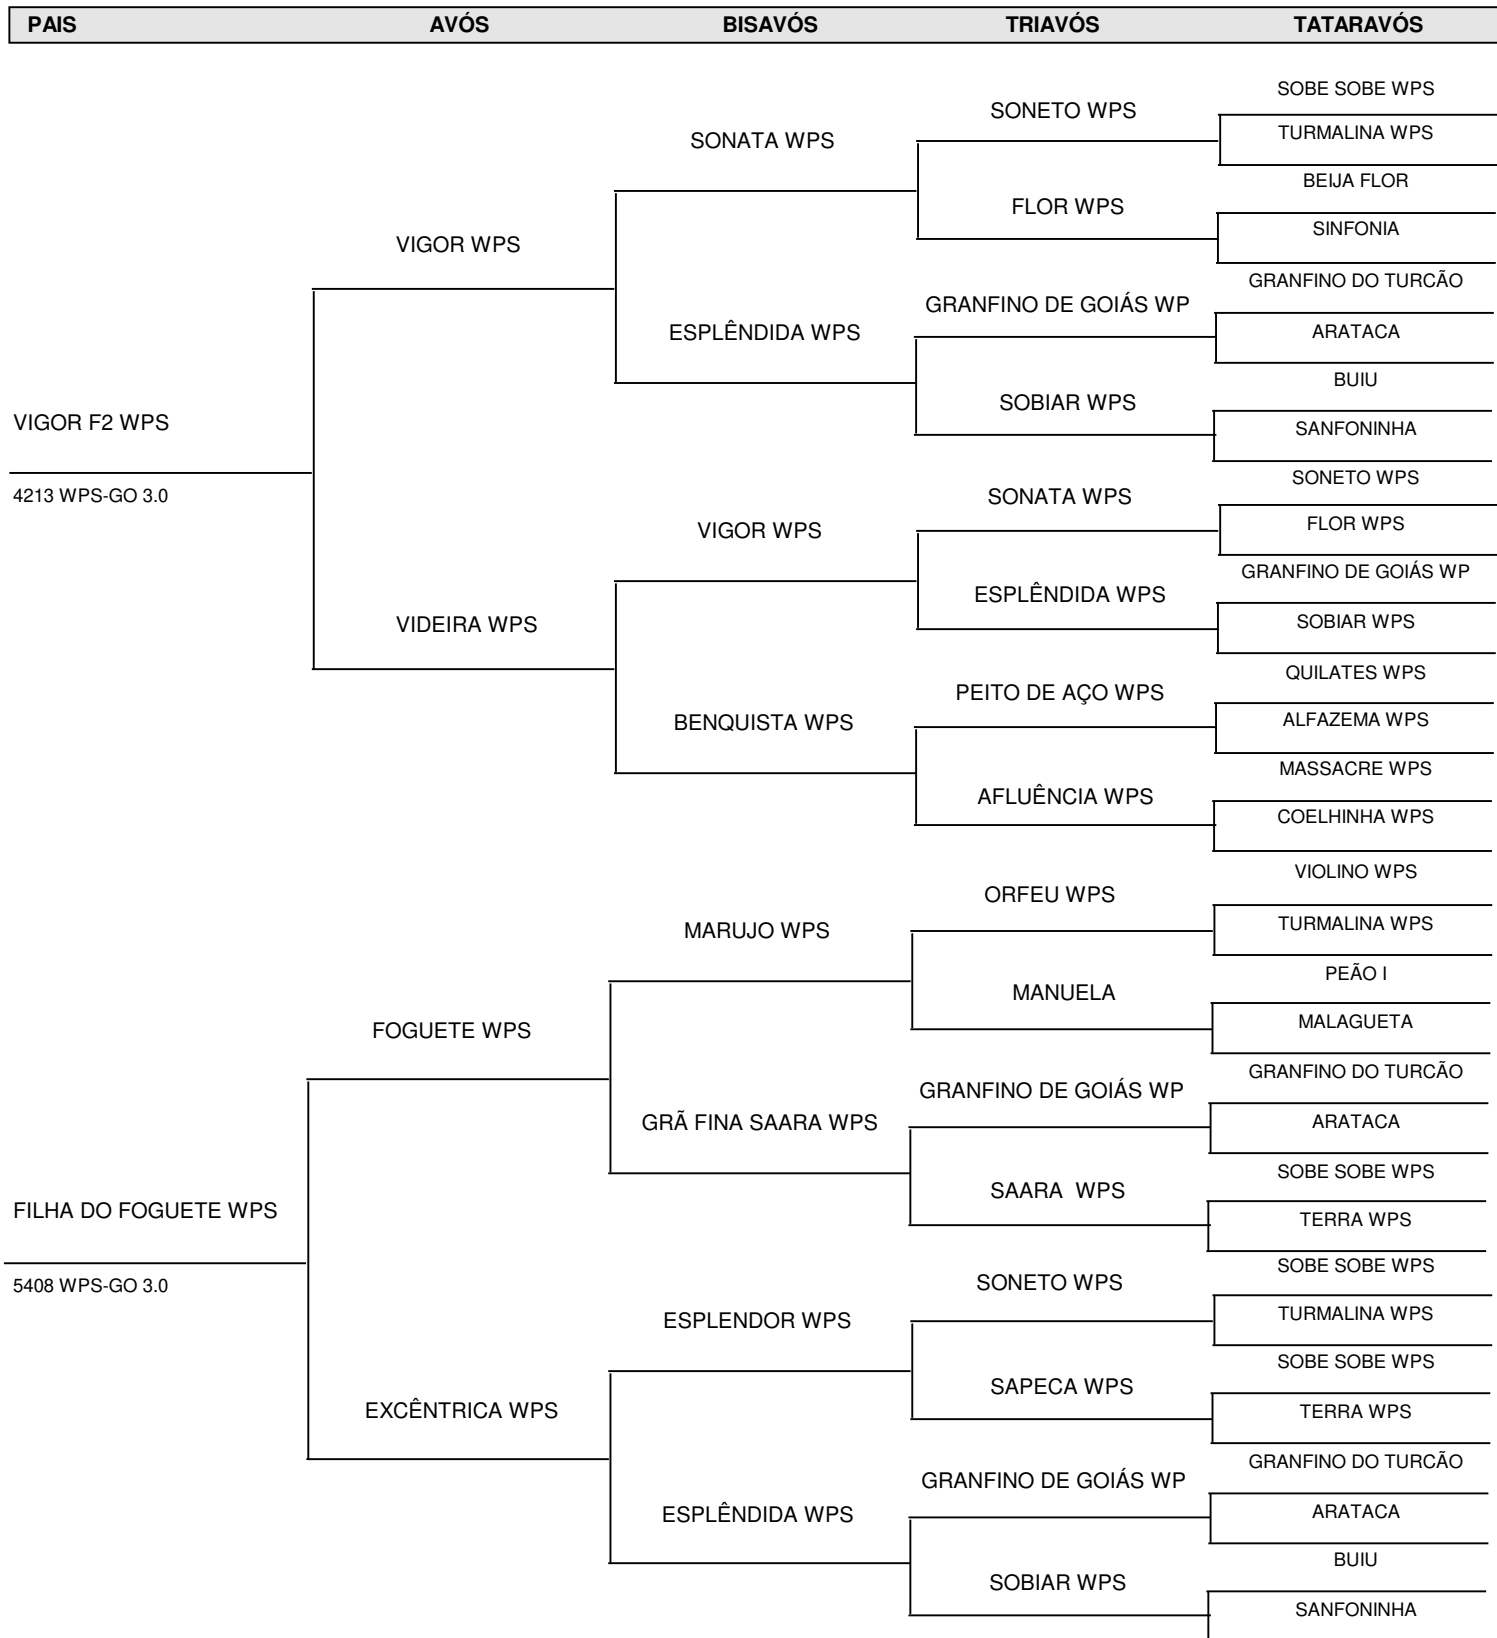 PAIS AVÓS BISAVÓS TRIAVÓS TATARAVÓS
SOBE SOBE WPS
SONETO WPS
TURMALINA WPS
SONATA WPS
BEIJA FLOR
FLOR WPS
SINFONIA
VIGOR WPS
GRANFINO DO TURCÃO
GRANFINO DE GOIÁS WP
ARATACA
ESPLÊNDIDA WPS
BUIU
SOBIAR WPS
SANFONINHA
VIGOR F2 WPS
4213 WPS-GO 3.0
SONETO WPS
SONATA WPS
FLOR WPS
VIGOR WPS
GRANFINO DE GOIÁS WP
ESPLÊNDIDA WPS
SOBIAR WPS
VIDEIRA WPS
QUILATES WPS
PEITO DE AÇO WPS
ALFAZEMA WPS
BENQUISTA WPS
MASSACRE WPS
AFLUÊNCIA WPS
COELHINHA WPS
VIOLINO WPS
ORFEU WPS
TURMALINA WPS
MARUJO WPS
PEÃO I
MANUELA
MALAGUETA
FOGUETE WPS
GRANFINO DO TURCÃO
GRANFINO DE GOIÁS WP
ARATACA
GRÃ FINA SAARA WPS
SOBE SOBE WPS
SAARA WPS
TERRA WPS
FILHA DO FOGUETE WPS
5408 WPS-GO 3.0
SOBE SOBE WPS
SONETO WPS
TURMALINA WPS
ESPLENDOR WPS
SOBE SOBE WPS
SAPECA WPS
TERRA WPS
EXCÊNTRICA WPS
GRANFINO DO TURCÃO
GRANFINO DE GOIÁS WP
ARATACA
ESPLÊNDIDA WPS
BUIU
SOBIAR WPS
SANFONINHA